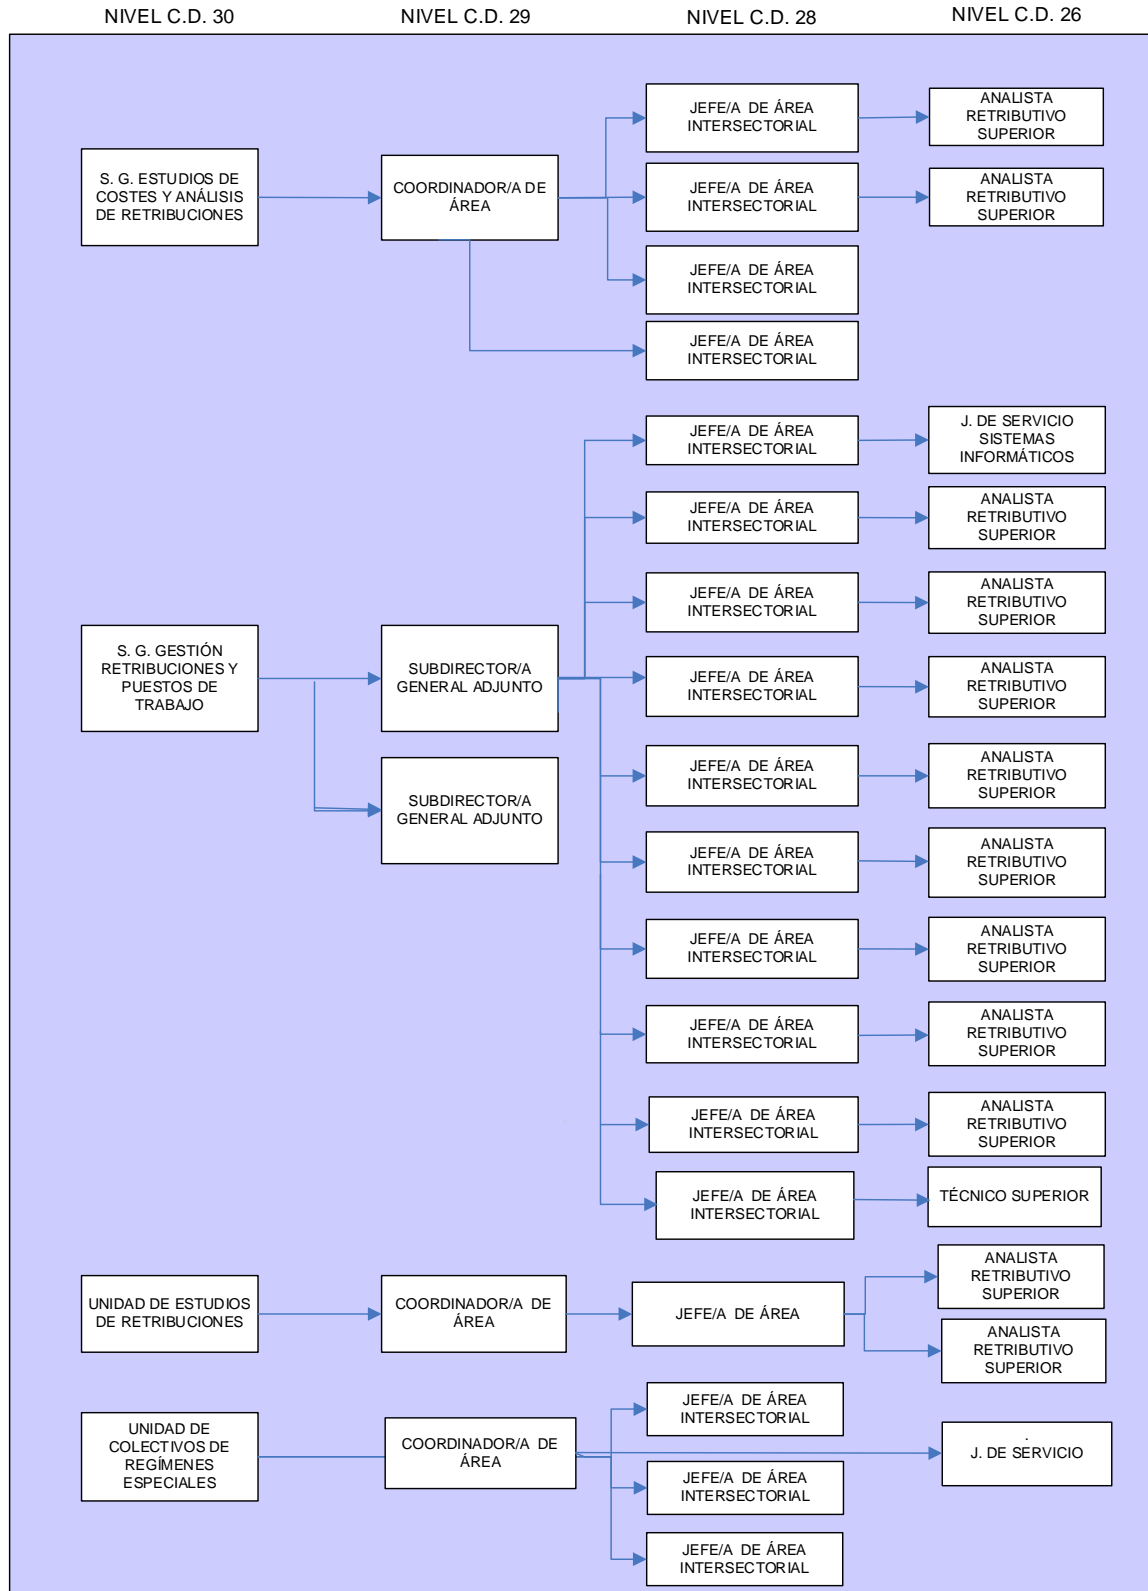 NIVEL C.D. 30
NIVEL C.D. 29
NIVEL C.D. 28
NIVEL C.D. 26
S. G. ESTUDIOS DE
COSTES Y ANÁLISIS
DE RETRIBUCIONES
COORDINADOR/A DE
ÁREA
JEFE/A DE ÁREA
INTERSECTORIAL
ANALISTA
RETRIBUTIVO
SUPERIOR
JEFE/A DE ÁREA
INTERSECTORIAL
ANALISTA
RETRIBUTIVO
SUPERIOR
JEFE/A DE ÁREA
INTERSECTORIAL
JEFE/A DE ÁREA
INTERSECTORIAL
S. G. GESTIÓN
RETRIBUCIONES Y
PUESTOS DE
TRABAJO
SUBDIRECTOR/A
GENERAL ADJUNTO
SUBDIRECTOR/A
GENERAL ADJUNTO
JEFE/A DE ÁREA
INTERSECTORIAL
J. DE SERVICIO
SISTEMAS
INFORMÁTICOS
JEFE/A DE ÁREA
INTERSECTORIAL
ANALISTA
RETRIBUTIVO
SUPERIOR
JEFE/A DE ÁREA
INTERSECTORIAL
ANALISTA
RETRIBUTIVO
SUPERIOR
JEFE/A DE ÁREA
INTERSECTORIAL
ANALISTA
RETRIBUTIVO
SUPERIOR
JEFE/A DE ÁREA
INTERSECTORIAL
ANALISTA
RETRIBUTIVO
SUPERIOR
JEFE/A DE ÁREA
INTERSECTORIAL
ANALISTA
RETRIBUTIVO
SUPERIOR
JEFE/A DE ÁREA
INTERSECTORIAL
ANALISTA
RETRIBUTIVO
SUPERIOR
JEFE/A DE ÁREA
INTERSECTORIAL
ANALISTA
RETRIBUTIVO
SUPERIOR
JEFE/A DE ÁREA
INTERSECTORIAL
ANALISTA
RETRIBUTIVO
SUPERIOR
JEFE/A DE ÁREA
INTERSECTORIAL
TÉCNICO SUPERIOR
UNIDAD DE ESTUDIOS
DE RETRIBUCIONES
COORDINADOR/A DE
ÁREA
JEFE/A DE ÁREA
ANALISTA
RETRIBUTIVO
SUPERIOR
ANALISTA
RETRIBUTIVO
SUPERIOR
UNIDAD DE
COLECTIVOS DE
REGÍMENES
ESPECIALES
COORDINADOR/A DE
ÁREA
JEFE/A DE ÁREA
INTERSECTORIAL
.
J. DE SERVICIO
JEFE/A DE ÁREA
INTERSECTORIAL
JEFE/A DE ÁREA
INTERSECTORIAL